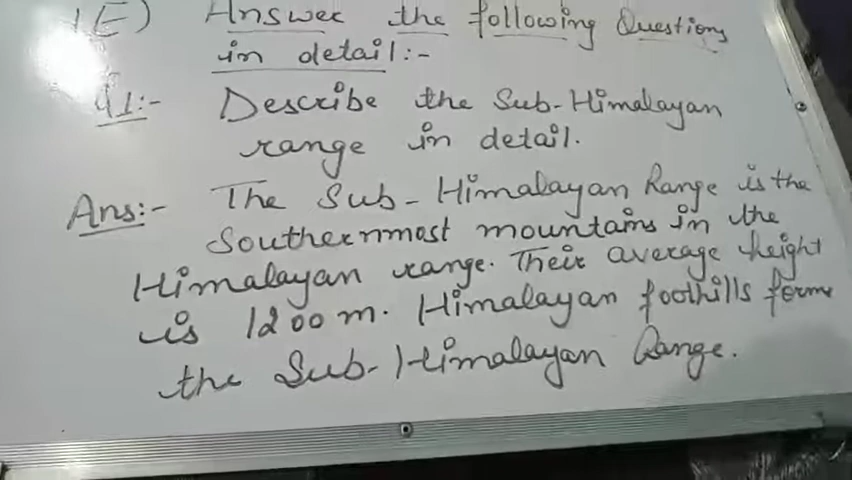 (E) Answer the following Questions
in detail:-
Q1:- Describe the Sub-Himalayan
range in detail.
Ans:- The Sub-Himalayan Range is the
Southernmost mountains in the
Himalayan range. Their average height
is 1200 m. Himalayan foothills form
the Sub-Himalayan Range.